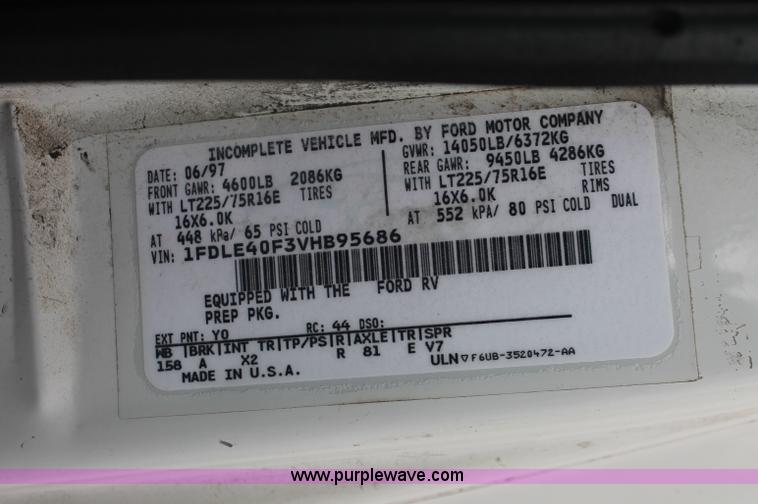 INCOMPLETE VEHICLE MFD. BY FORD MOTOR COMPANY
DATE: 06/97 GVWR: 14050LB/6372KG
FRONT GAWR: 4600LB 2086KG REAR GAWR: 9450LB 4286KG
WITH LT225/75R16E TIRES WITH LT225/75R16E TIRES
16X6.0K 16X6.0K RIMS
AT 448 kPa/ 65 PSI COLD AT 552 kPA/ 80 PSI COLD DUAL
VIN: 1FDLE40F3VHB95686
EQUIPPED WITH THE FORD RV
PREP PKG.
EXT PNT: YO RC: 44 DSO:
WB |BRK|INT TR|TP/PS|R|AXLE|TR|SPR
158 A X2 R 81 E V7
MADE IN U.S.A. ULN ▽ F6UB-3520472-AA
www.purplewave.com